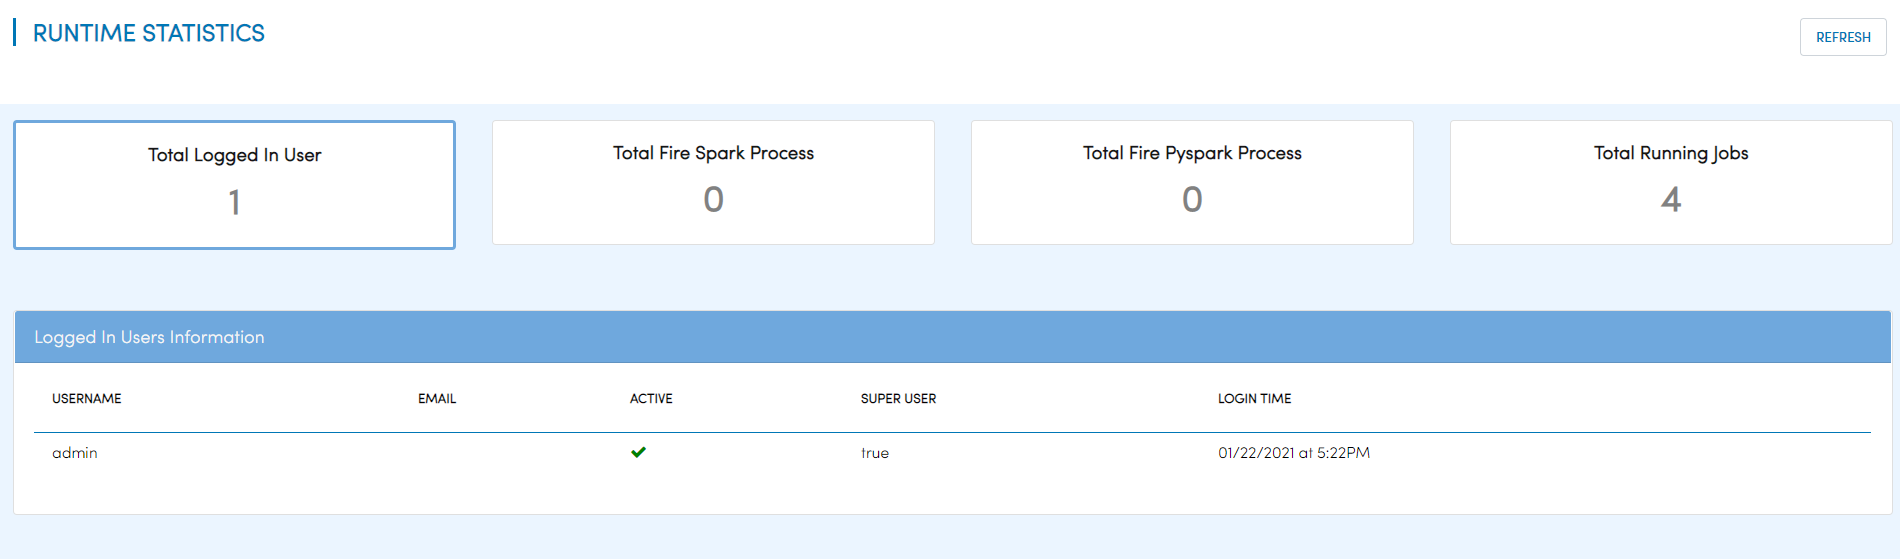 RUNTIME STATISTICS
REFRESH
Total Logged In User
1
Total Fire Spark Process
0
Total Fire Pyspark Process
0
Total Running Jobs
4
Logged In Users Information
USERNAME EMAIL ACTIVE SUPER USER LOGIN TIME
admin true 01/22/2021 at 5:22PM